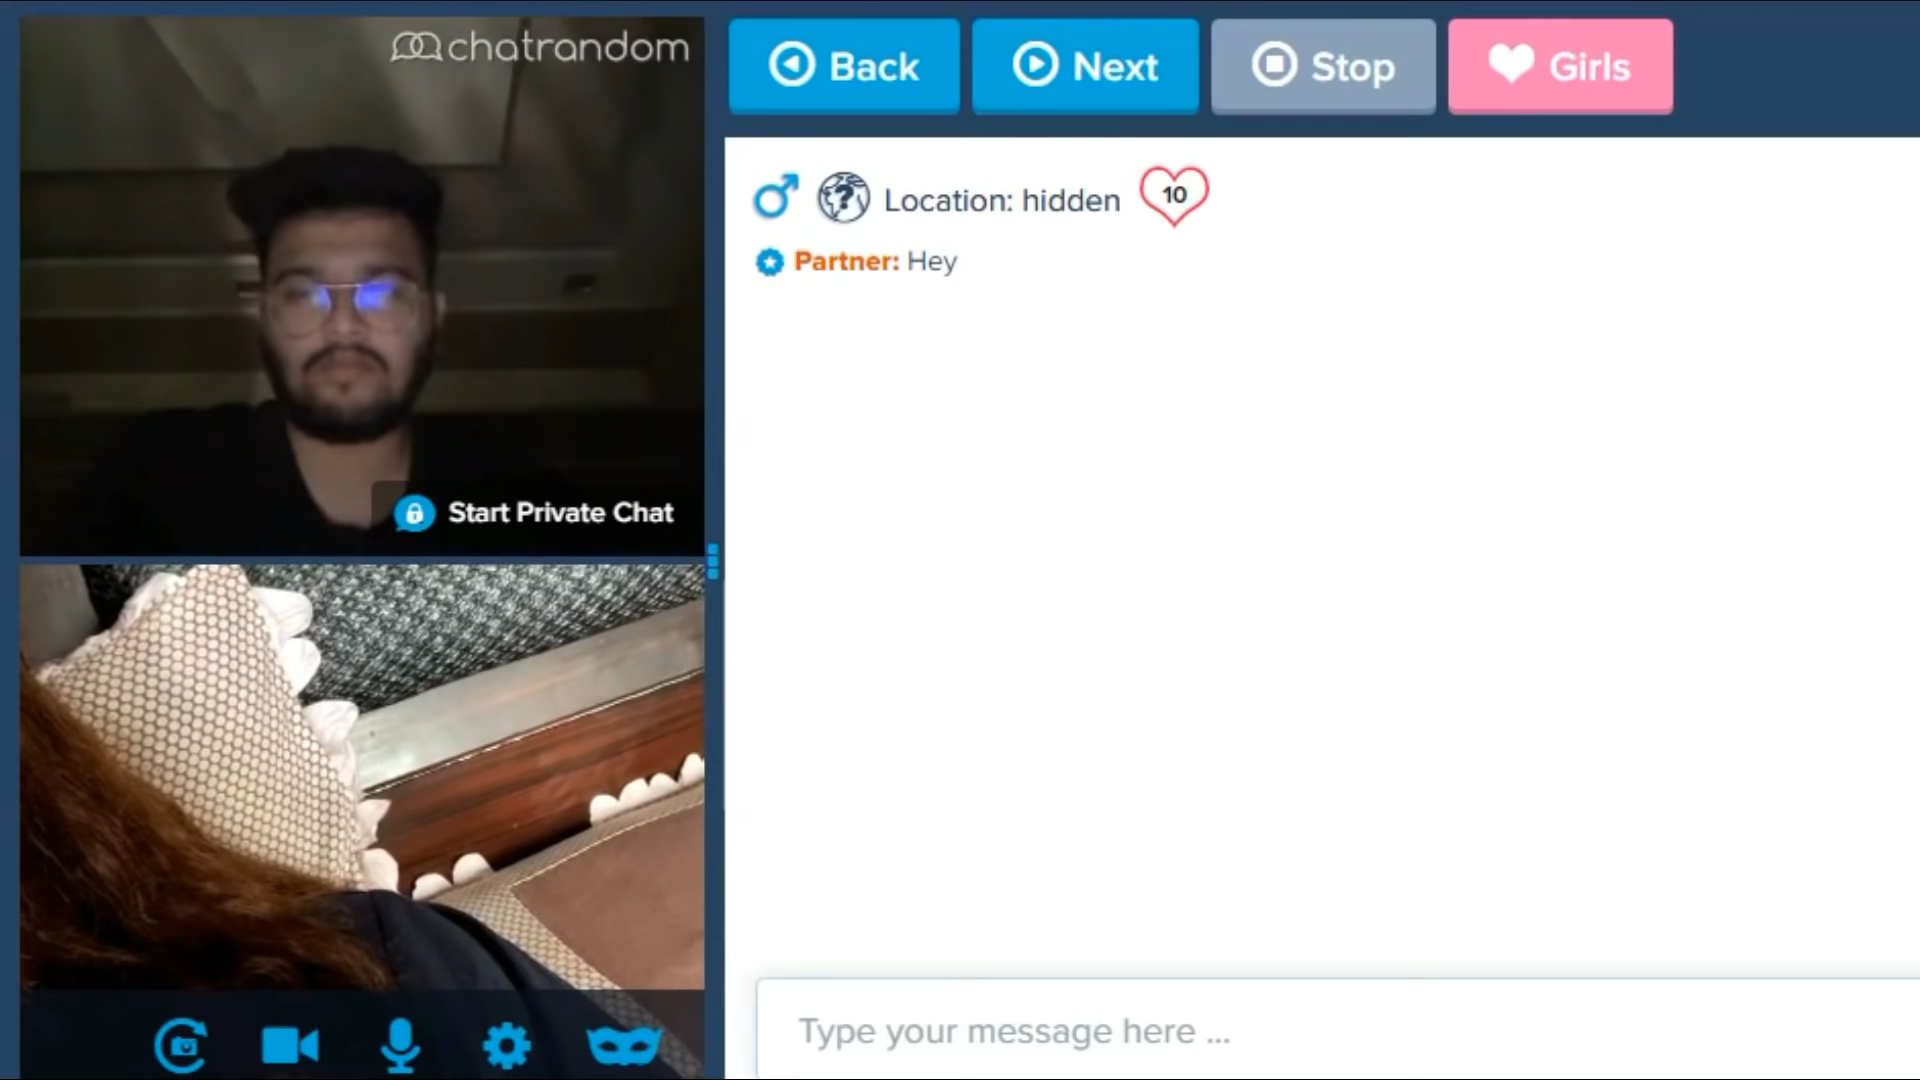 chatrandom
Back
Next
Stop
Girls
Location: hidden
10
Partner: Hey
Start Private Chat
Type your message here ...